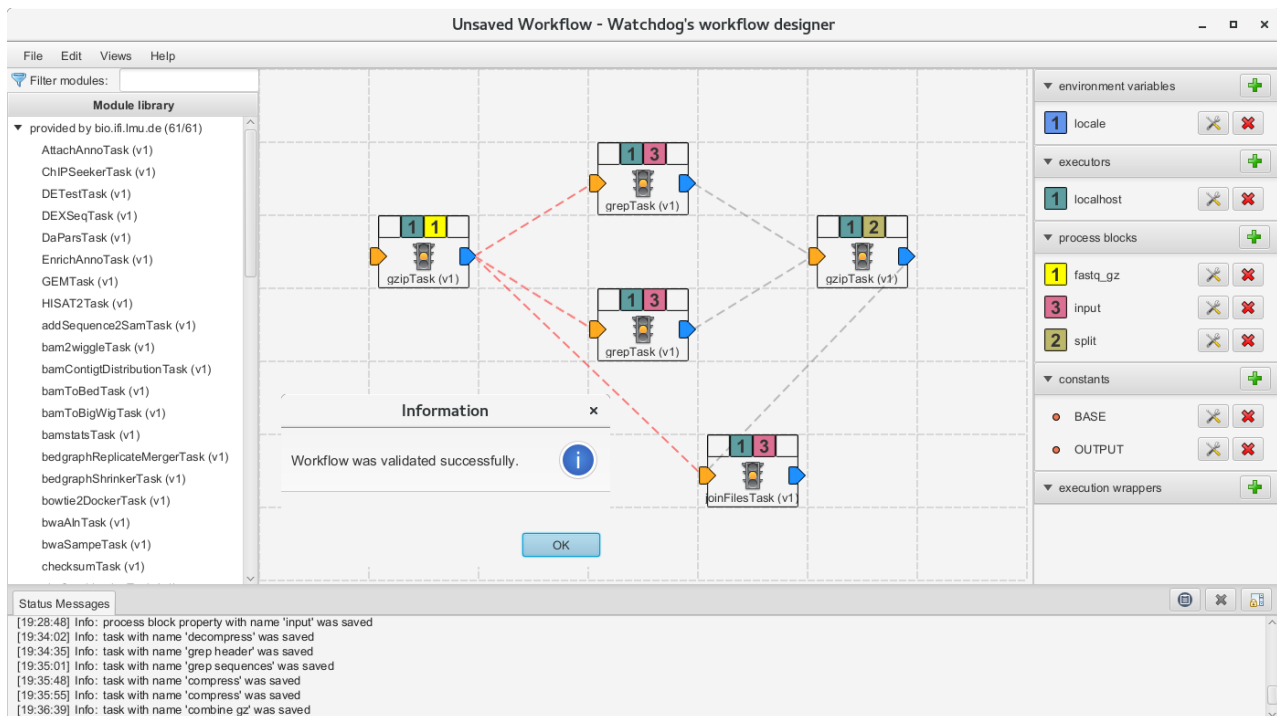 Unsaved Workflow - Watchdog's workflow designer
File Edit Views Help
Filter modules:
Module library
provided by bio.ifi.lmu.de (61/61)
AttachAnnoTask (v1)
ChIPSeekerTask (v1)
DETestTask (v1)
DEXSeqTask (v1)
DaParsTask (v1)
EnrichAnnoTask (v1)
GEMTask (v1)
HISAT2Task (v1)
addSequence2SamTask (v1)
bam2wiggleTask (v1)
bamContigtDistributionTask (v1)
bamToBedTask (v1)
bamToBigWigTask (v1)
bamstatsTask (v1)
bedgraphReplicateMergerTask (v1)
bedgraphShrinkerTask (v1)
bowtie2DockerTask (v1)
bwaAlnTask (v1)
bwaSampeTask (v1)
checksumTask (v1)
1 1
gzipTask (v1)
1 3
grepTask (v1)
1 3
grepTask (v1)
1 2
gzipTask (v1)
1 3
joinFilesTask (v1)
Information
Workflow was validated successfully.
OK
environment variables
1 locale
executors
1 localhost
process blocks
1 fastq_gz
3 input
2 split
constants
BASE
OUTPUT
execution wrappers
Status Messages
[19:28:48] Info: process block property with name 'input' was saved
[19:34:02] Info: task with name 'decompress' was saved
[19:34:35] Info: task with name 'grep header' was saved
[19:35:01] Info: task with name 'grep sequences' was saved
[19:35:48] Info: task with name 'compress' was saved
[19:35:55] Info: task with name 'compress' was saved
[19:36:39] Info: task with name 'combine gz' was saved